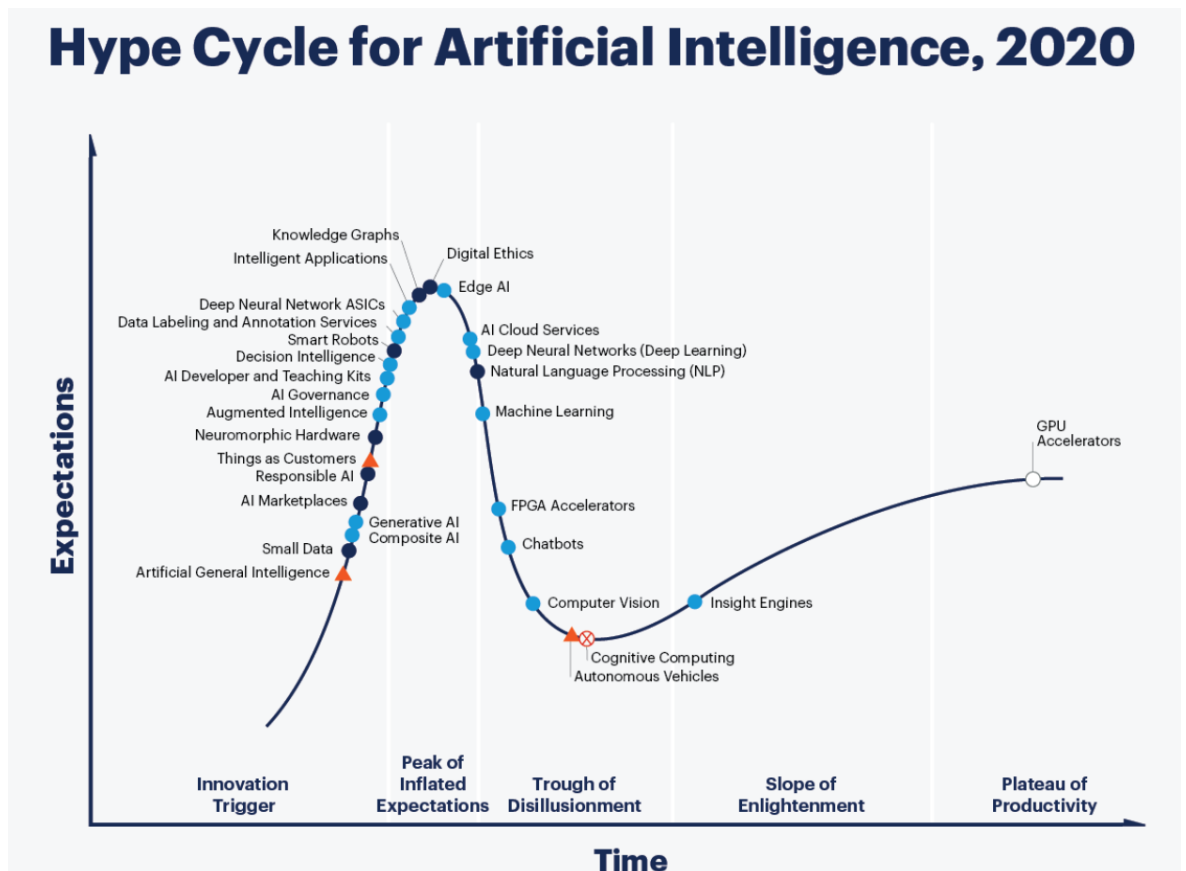 Hype Cycle for Artificial Intelligence, 2020
Expectations
Knowledge Graphs
Digital Ethics
Intelligent Applications
Edge AI
Deep Neural Network ASICs
Data Labeling and Annotation Services
AI Cloud Services
Smart Robots
Deep Neural Networks (Deep Learning)
Decision Intelligence
Natural Language Processing (NLP)
AI Developer and Teaching Kits
AI Governance
Augmented Intelligence
Machine Learning
GPU
Accelerators
Neuromorphic Hardware
Things as Customers
Responsible AI
AI Marketplaces
FPGA Accelerators
Generative AI
Composite AI
Chatbots
Small Data
Artificial General Intelligence
Computer Vision
Insight Engines
Cognitive Computing
Autonomous Vehicles
Innovation
Trigger
Peak of
Inflated
Expectations
Trough of
Disillusionment
Slope of
Enlightenment
Plateau of
Productivity
Time